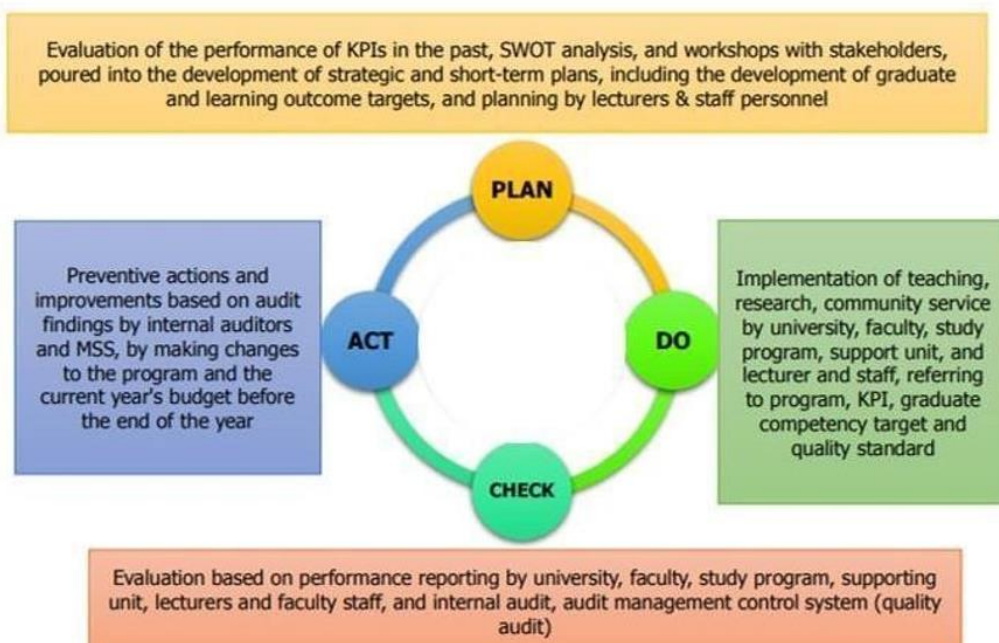 Evaluation of the performance of KPIs in the past, SWOT analysis, and workshops with stakeholders,
poured into the development of strategic and short-term plans, including the development of graduate
and learning outcome targets, and planning by lecturers & staff personnel
PLAN
Preventive actions and
improvements based on audit
findings by internal auditors
and MSS, by making changes
to the program and the
current year's budget before
the end of the year
ACT
DO
Implementation of teaching,
research, community service
by university, faculty, study
program, support unit, and
lecturer and staff, referring
to program, KPI, graduate
competency target and
quality standard
CHECK
Evaluation based on performance reporting by university, faculty, study program, supporting
unit, lecturers and faculty staff, and internal audit, audit management control system (quality
audit)